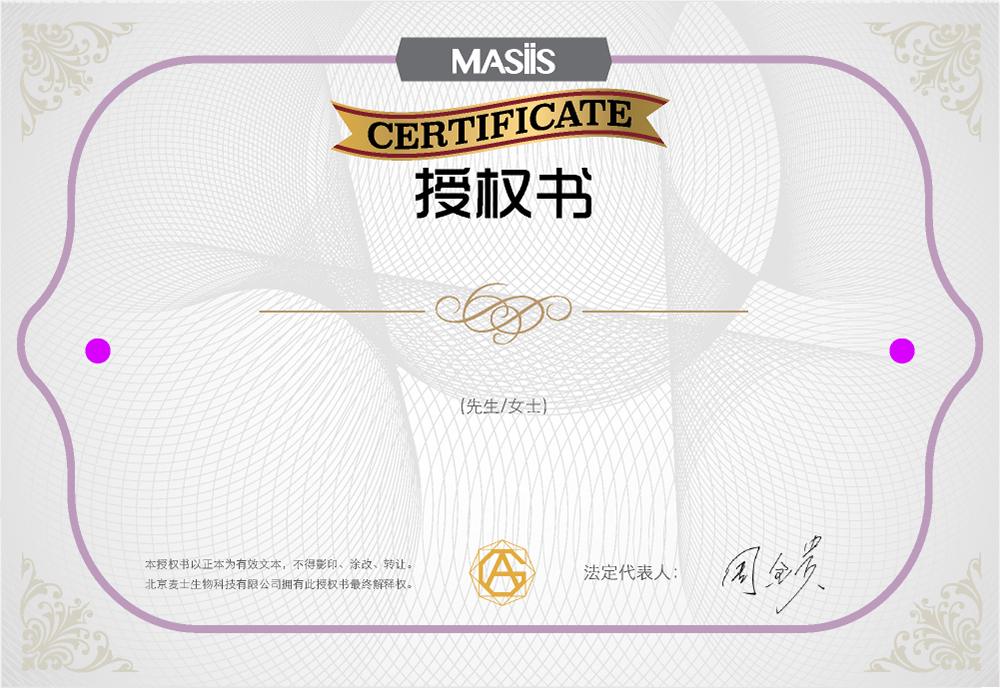 MASIIS
CERTIFICATE
授权书
(先生/女士)
本授权书以正本为有效文本，不得影印、涂改、转让。
北京麦士生物科技有限公司拥有此授权书最终解释权。
法定代表人：
周金贵